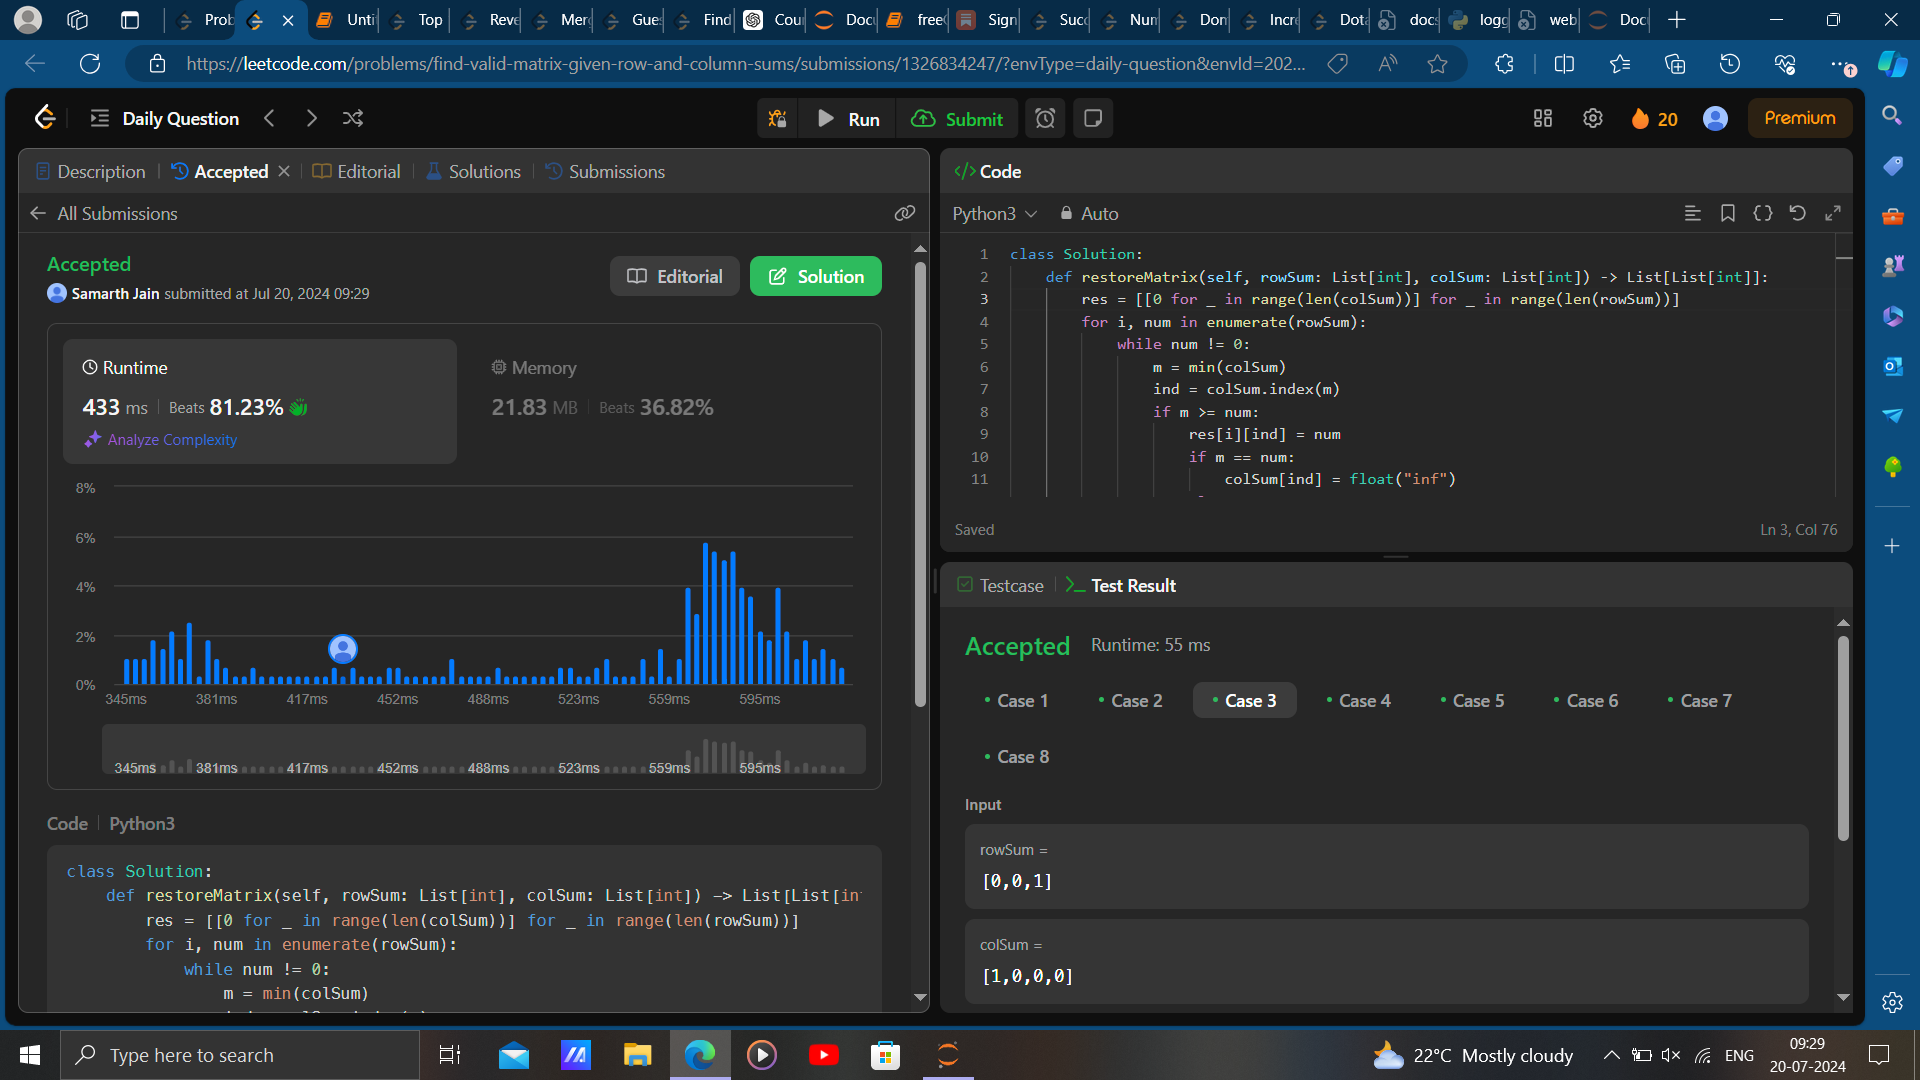 Prob
Unti
Top
Reve
Merg
Gues
Find
Cour
Docu
free
Sign
Succ
Num
Dom
Incre
Dota
docs
logg
web
Doc
https://leetcode.com/problems/find-valid-matrix-given-row-and-column-sums/submissions/1326834247/?envType=daily-question&envId=202...
Daily Question
Run
Submit
20
Premium
Description
Accepted
Editorial
Solutions
Submissions
All Submissions
Accepted
Samarth Jain submitted at Jul 20, 2024 09:29
Editorial
Solution
Runtime
433 ms
Beats 81.23%
Analyze Complexity
Memory
21.83 MB
Beats 36.82%
8%
6%
4%
2%
0%
345ms 381ms 417ms 452ms 488ms 523ms 559ms 595ms
345ms 381ms 417ms 452ms 488ms 523ms 559ms 595ms
Code
Python3
class Solution:
def restoreMatrix(self, rowSum: List[int], colSum: List[int]) -> List[List[in
res = [[0 for _ in range(len(colSum))] for _ in range(len(rowSum))]
for i, num in enumerate(rowSum):
while num != 0:
m = min(colSum)
</> Code
Python3
Auto
1 class Solution:
2 def restoreMatrix(self, rowSum: List[int], colSum: List[int]) -> List[List[int]]:
3 res = [[0 for _ in range(len(colSum))] for _ in range(len(rowSum))]
4 for i, num in enumerate(rowSum):
5 while num != 0:
6 m = min(colSum)
7 ind = colSum.index(m)
8 if m >= num:
9 res[i][ind] = num
10 if m == num:
11 colSum[ind] = float("inf")
Saved
Ln 3, Col 76
Testcase
Test Result
Accepted
Runtime: 55 ms
Case 1
Case 2
Case 3
Case 4
Case 5
Case 6
Case 7
Case 8
Input
rowSum =
[0,0,1]
colSum =
[1,0,0,0]
Type here to search
22°C Mostly cloudy
ENG
09:29
20-07-2024